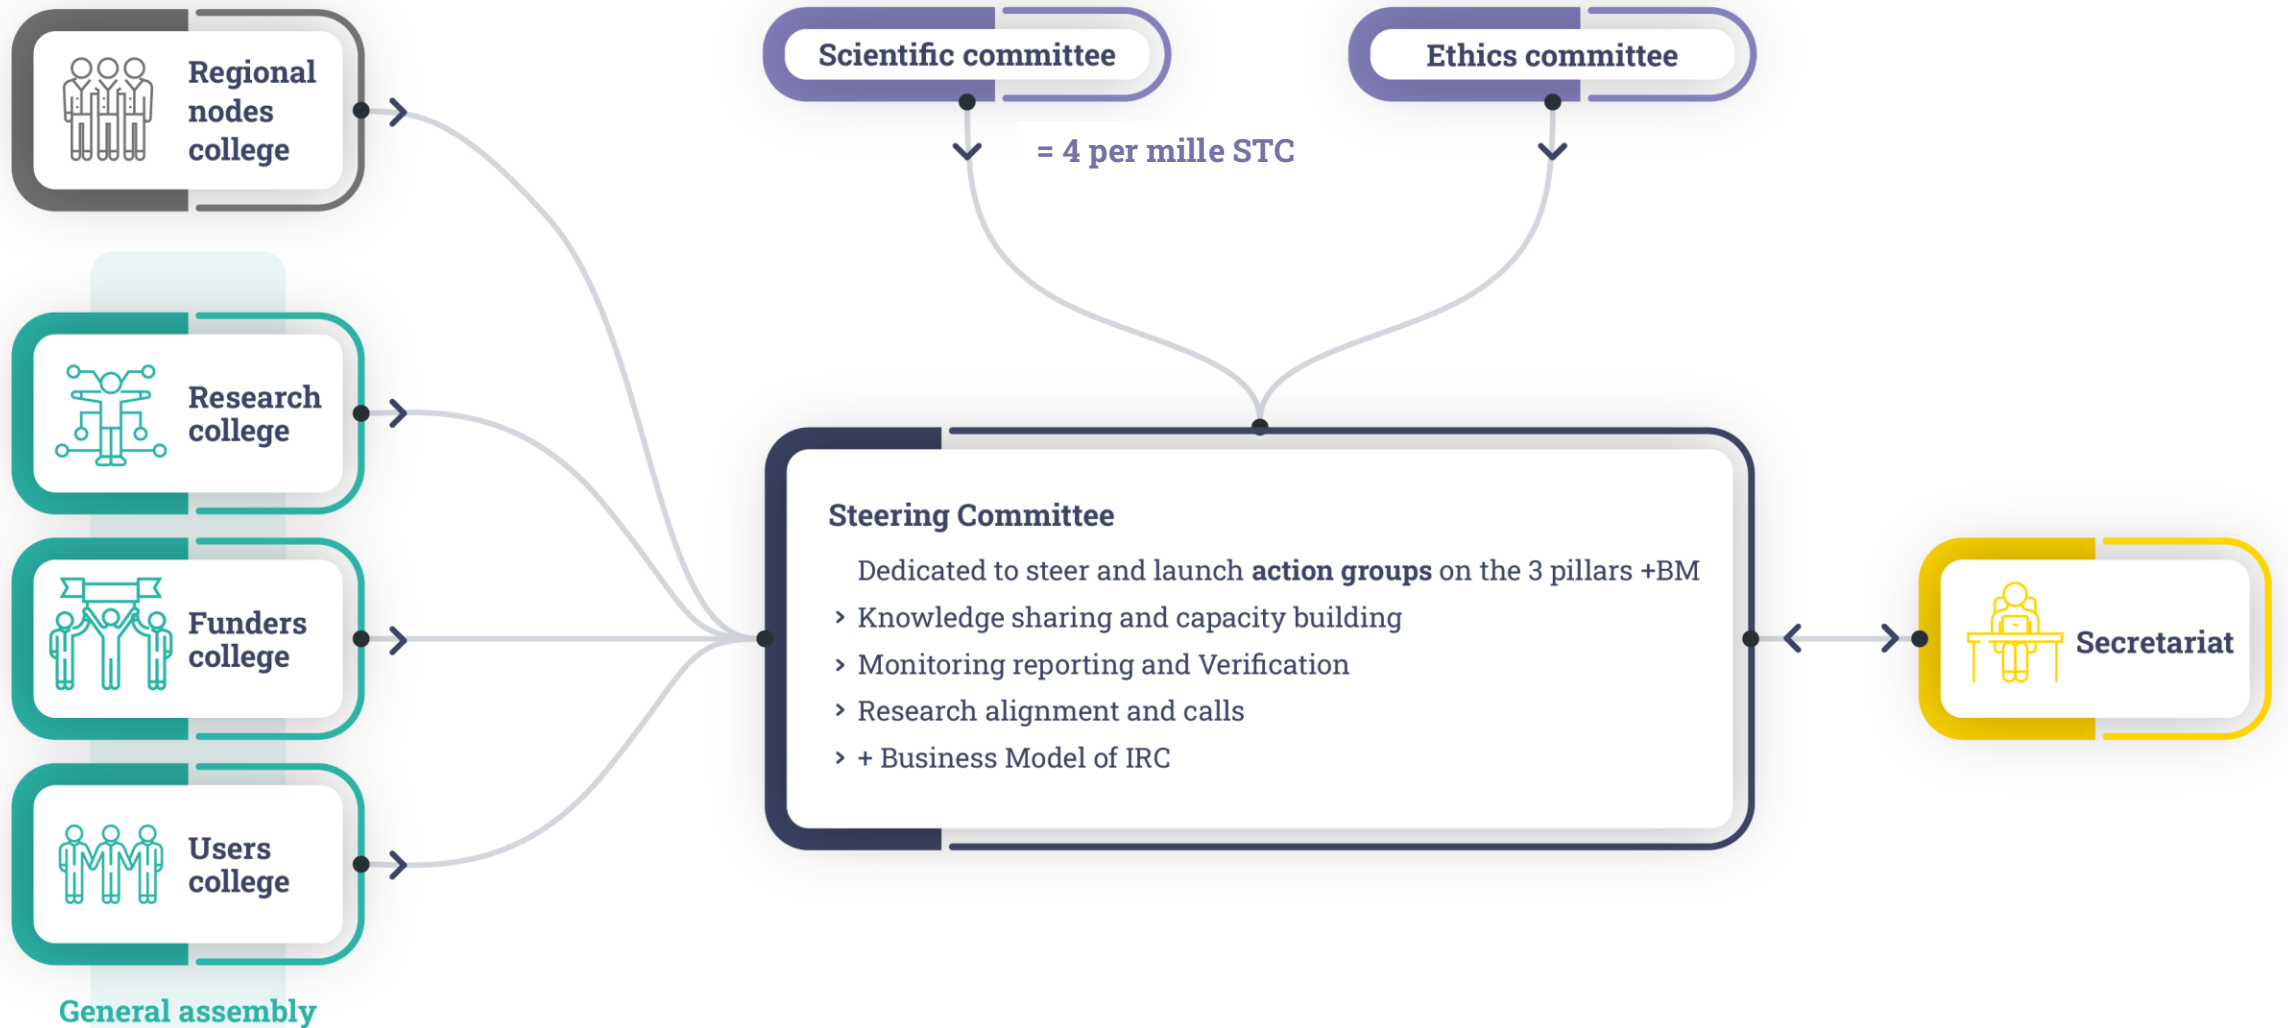 Regional
nodes
college
Scientific committee
Ethics committee
= 4 per mille STC
Research
college
Funders
college
Users
college
General assembly
Steering Committee
Dedicated to steer and launch action groups on the 3 pillars +BM
› Knowledge sharing and capacity building
› Monitoring reporting and Verification
› Research alignment and calls
› + Business Model of IRC
Secretariat